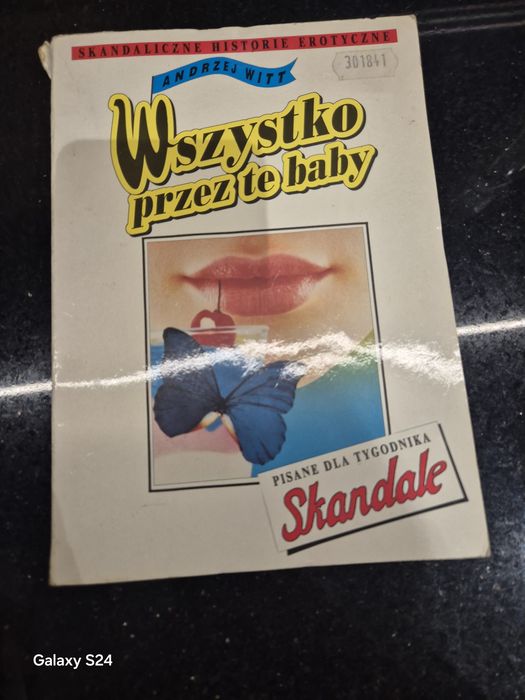 SKANDALICZNE HISTORIE EROTYCZNE
301841
ANDRZEJ WITT
Wszystko
przez te baby
PISANE DLA TYGODNIKA
Skandale
Galaxy S24